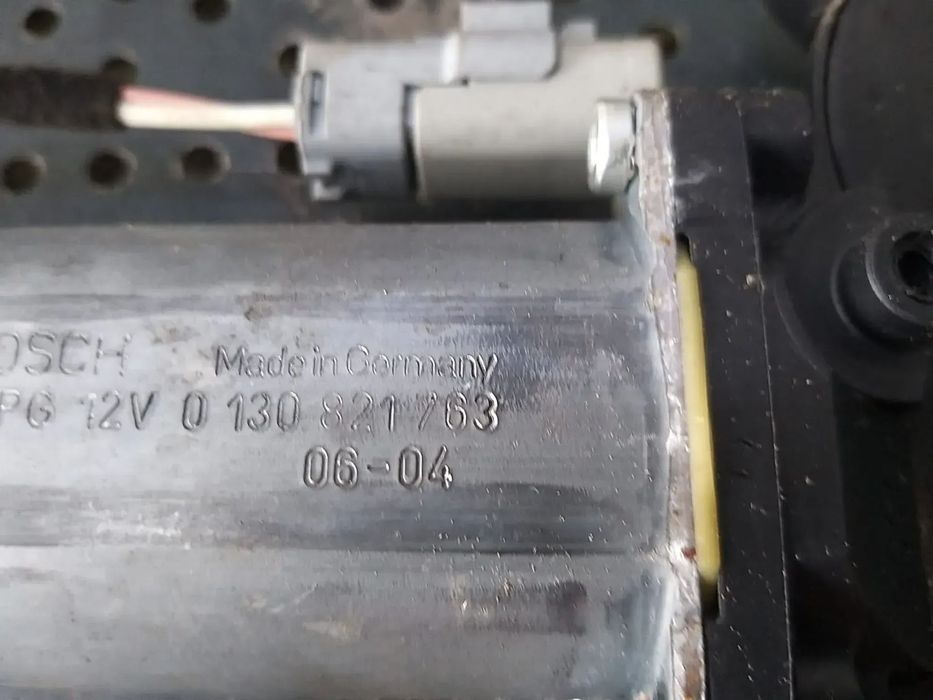 OSCH Made in Germany
PG 12V 0 130 821 763
06-04